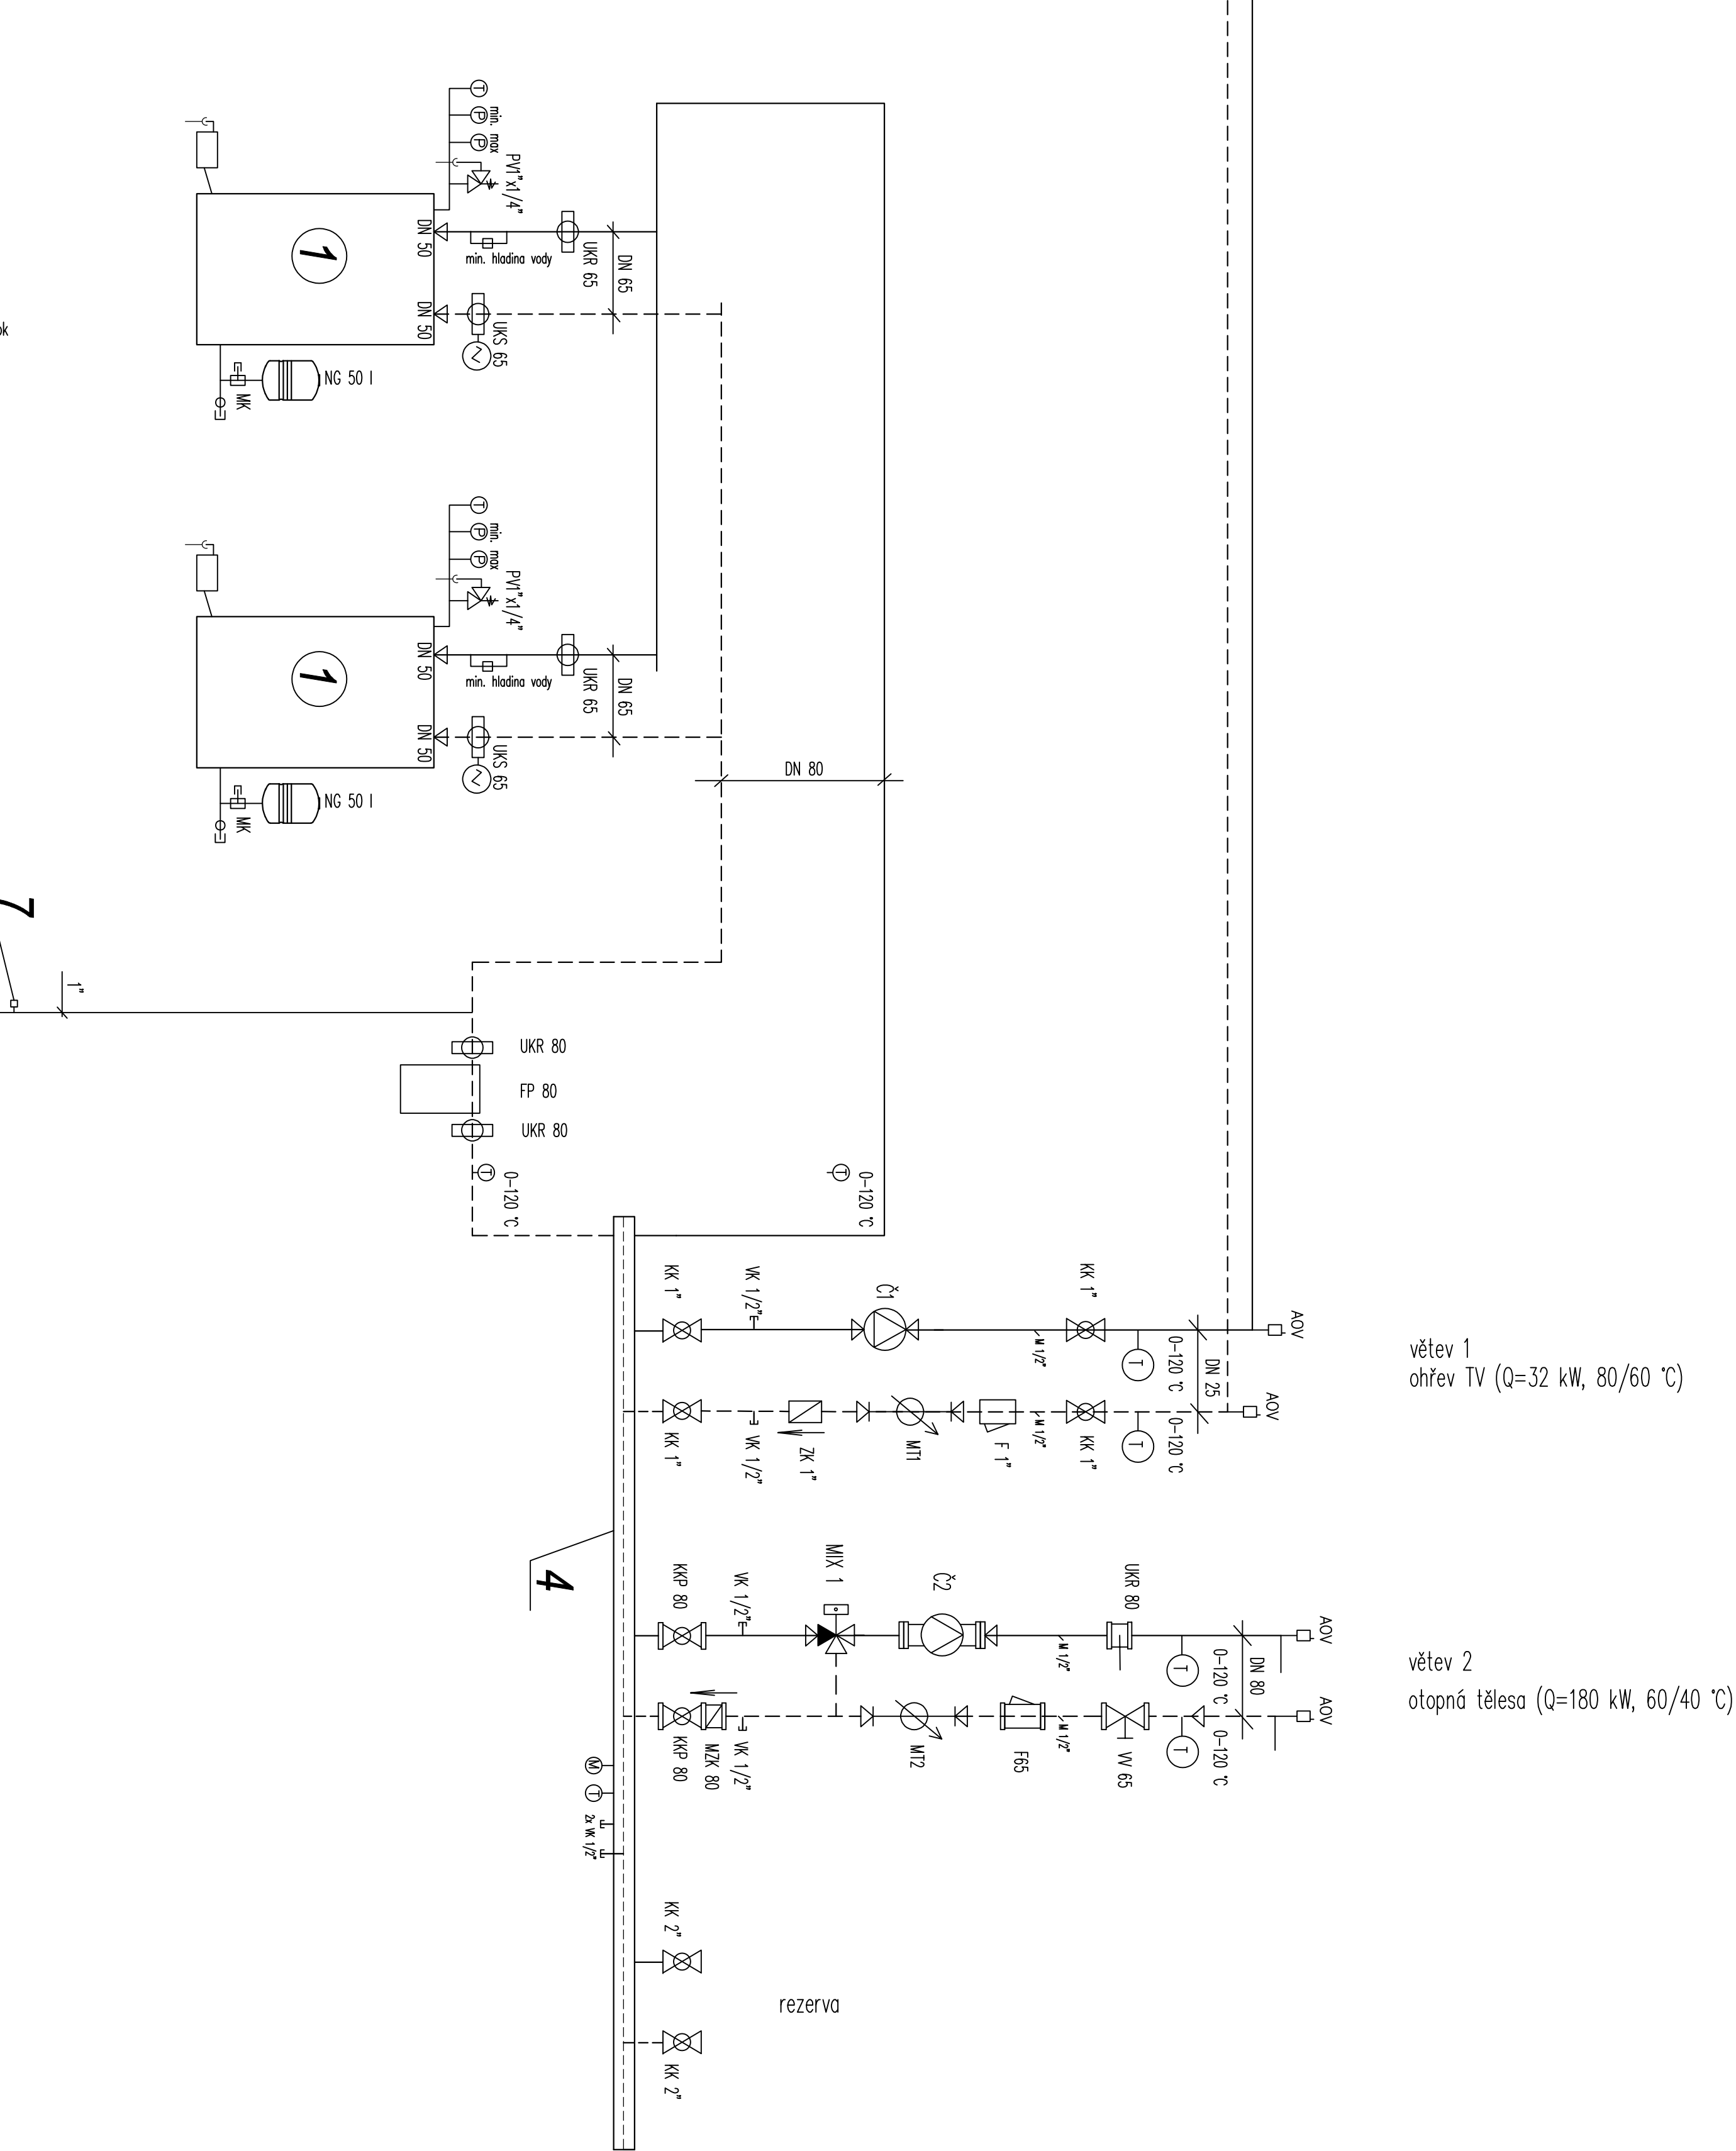 T
P
min.
P
max
PV1" x1/4"
DN 50
1
min. hladina vody
UKR 65
DN 65
DN 50
UKS 65
NG 50 l
MK
T
P
min.
P
max
PV1" x1/4"
DN 50
1
min. hladina vody
UKR 65
DN 65
DN 50
UKS 65
NG 50 l
MK
DN 80
7
1"
UKR 80
FP 80
UKR 80
T
0-120 °C
T
0-120 °C
KK 1"
VK 1/2"
Č1
M 1/2"
KK 1"
T
0-120 °C
DN 25
AOV
KK 1"
VK 1/2"
ZK 1"
MT1
F 1"
M 1/2"
KK 1"
T
0-120 °C
AOV
větev 1
ohřev TV (Q=32 kW, 80/60 °C)
4
KKP 80
VK 1/2"
MIX 1
Č2
M 1/2"
UKR 80
T
0-120 °C
DN 80
AOV
KKP 80
MZK 80
VK 1/2"
MT2
F65
M 1/2"
VV 65
T
0-120 °C
AOV
větev 2
otopná tělesa (Q=180 kW, 60/40 °C)
M
T
2x VK 1/2"
KK 2"
rezerva
KK 2"